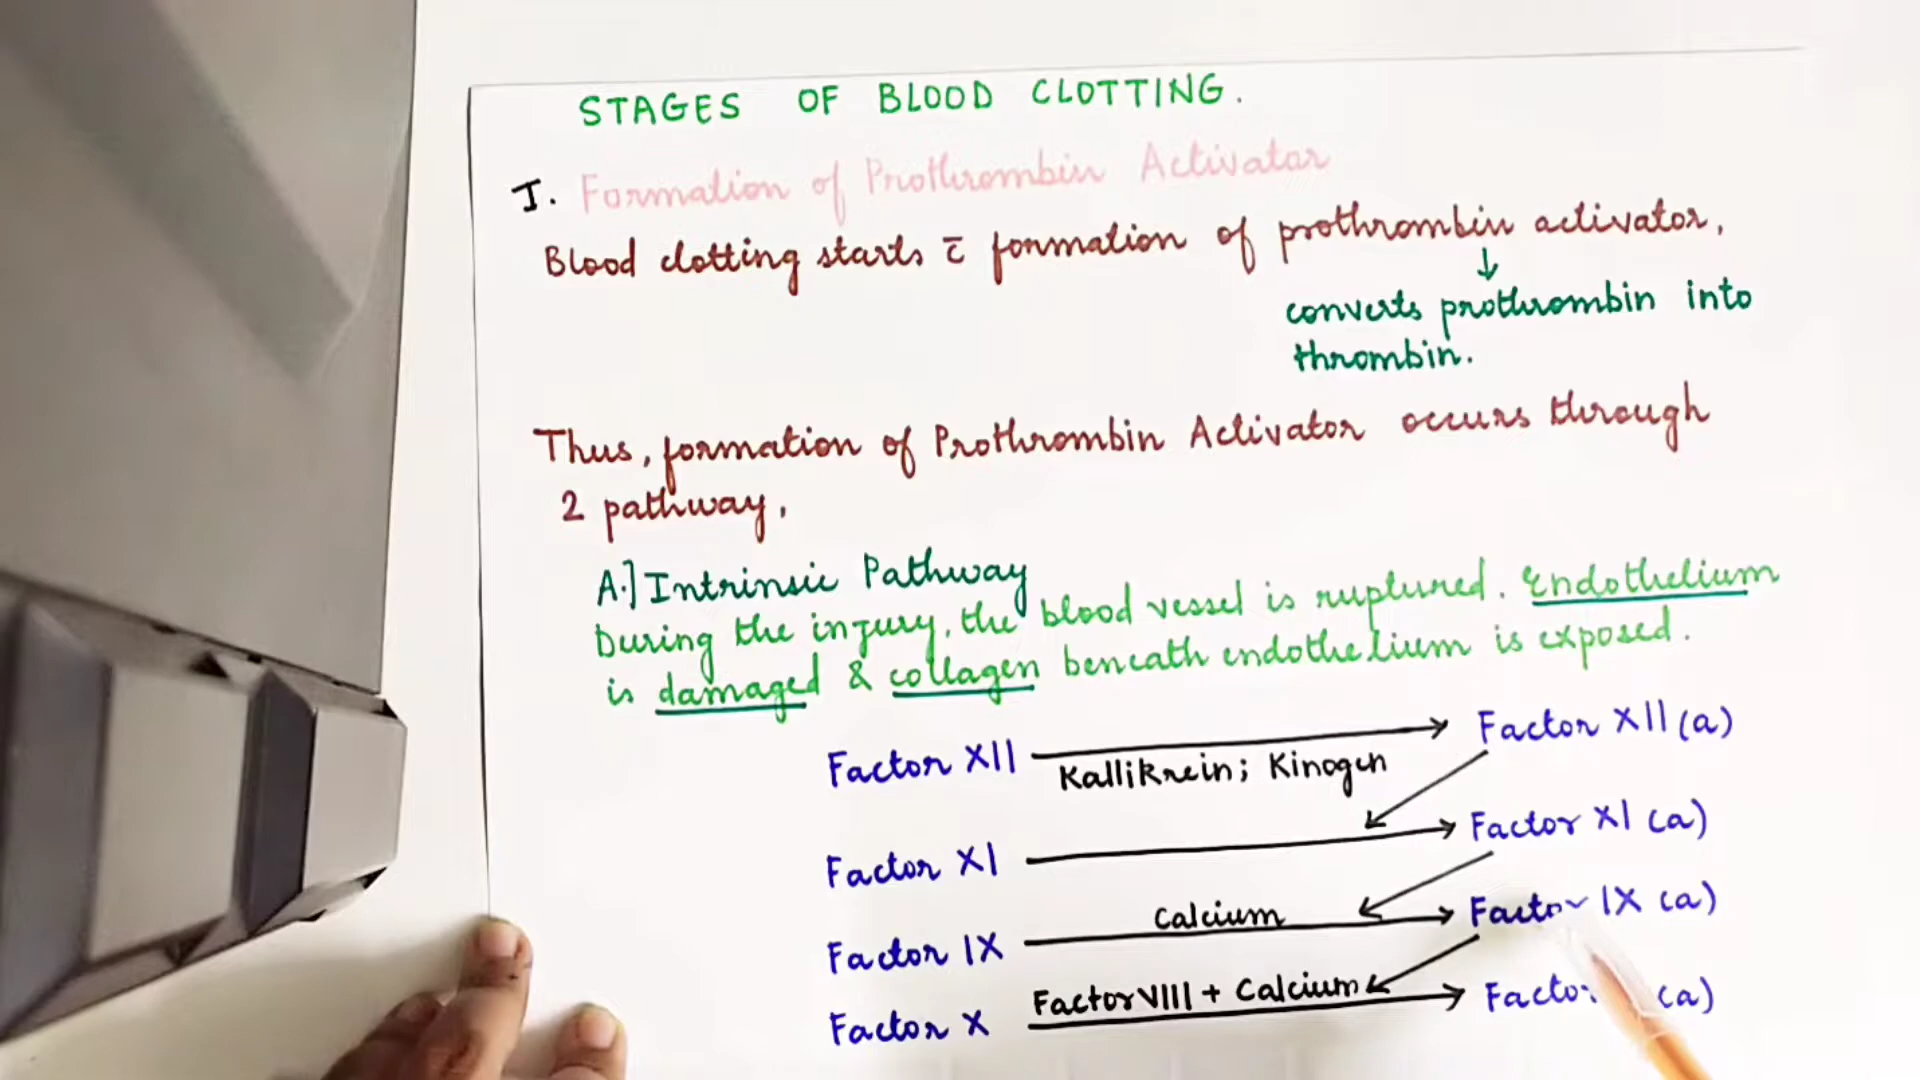 STAGES OF BLOOD CLOTTING.
I. Formation of Prothrombin Activator
Blood clotting starts c̄ formation of prothrombin activator,
↓
converts prothrombin into
thrombin.
Thus, formation of Prothrombin Activator occurs through
2 pathway,
A.] Intrinsic Pathway
During the injury, the blood vessel is ruptured. Endothelium
is damaged & collagen beneath endothelium is exposed.
Factor XII → Factor XII (a)
Kallikrein; Kinogen
Factor XI → Factor XI (a)
Calcium
Factor IX → Factor IX (a)
Factor VIII + Calcium
Factor X → (a)